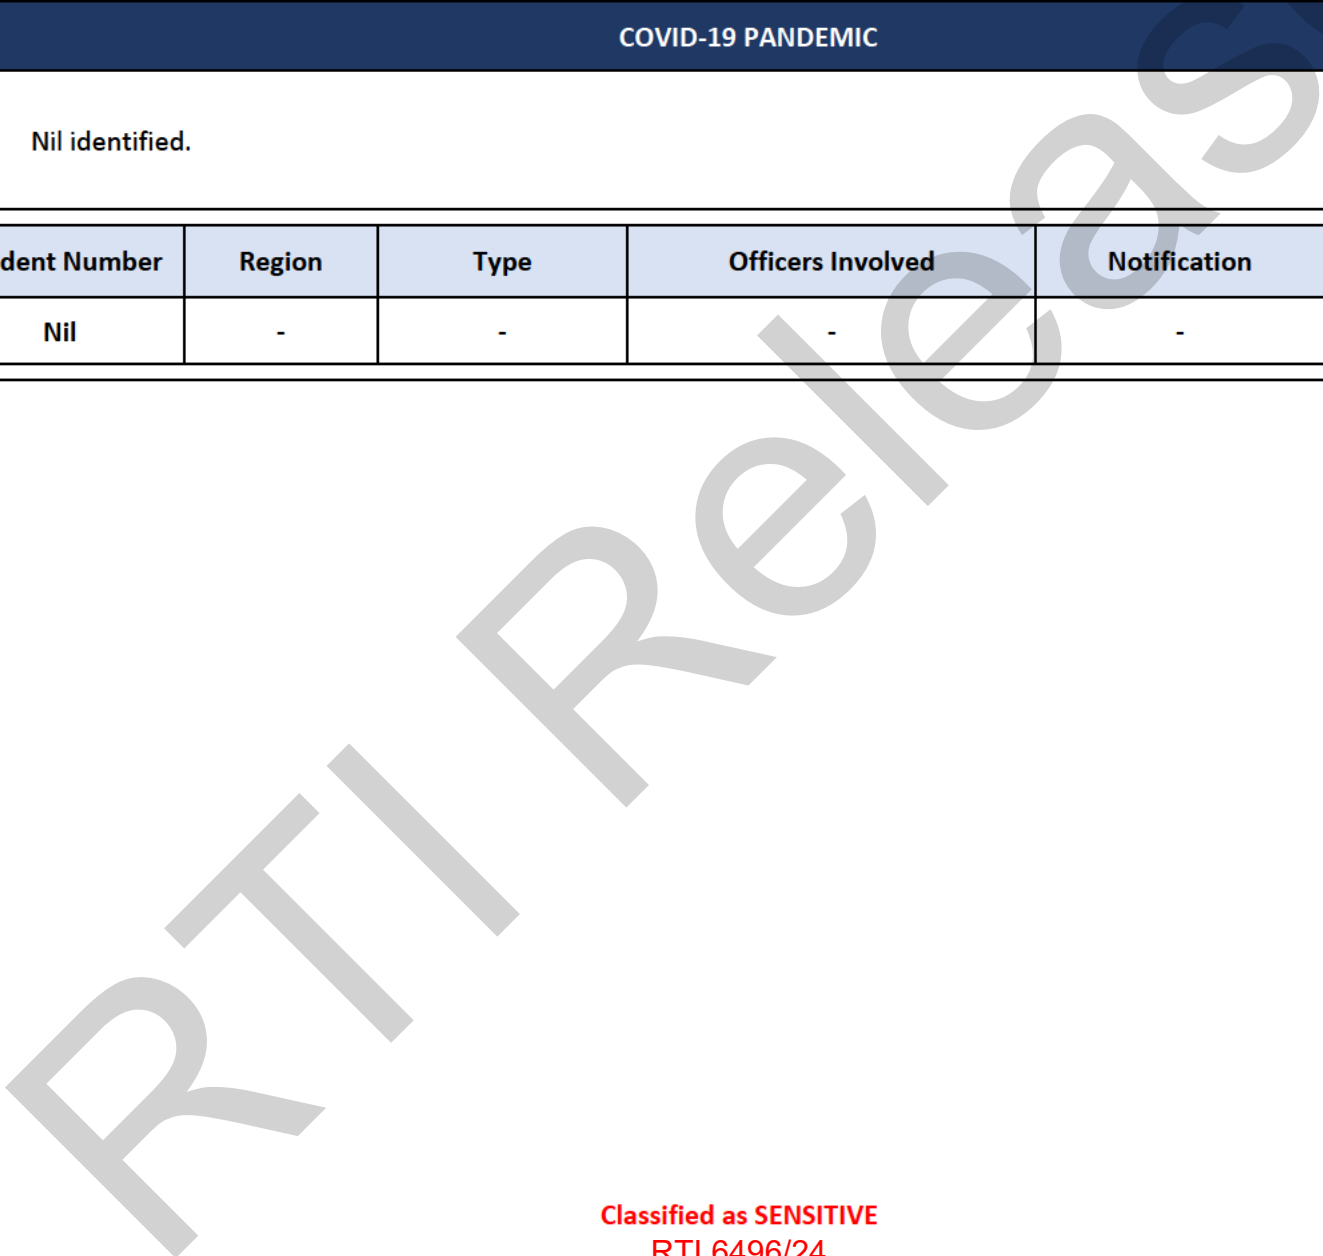 COVID-19 PANDEMIC
Nil identified.
dent Number Region Type Officers Involved Notification
Nil - - - -
RTI Releas
Classified as SENSITIVE
RTI 6496/24